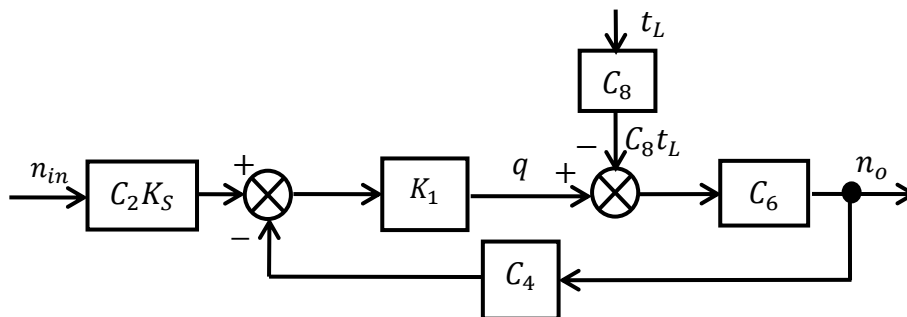 t_L
C_8
− C_8t_L
n_in
C_2K_S
+
−
K_1
q
+
C_6
n_o
C_4